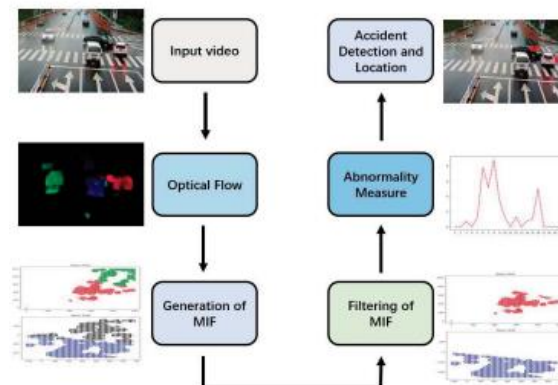 Input video
Optical Flow
Generation of
MIF
Filtering of
MIF
Abnormality
Measure
Accident
Detection and
Location